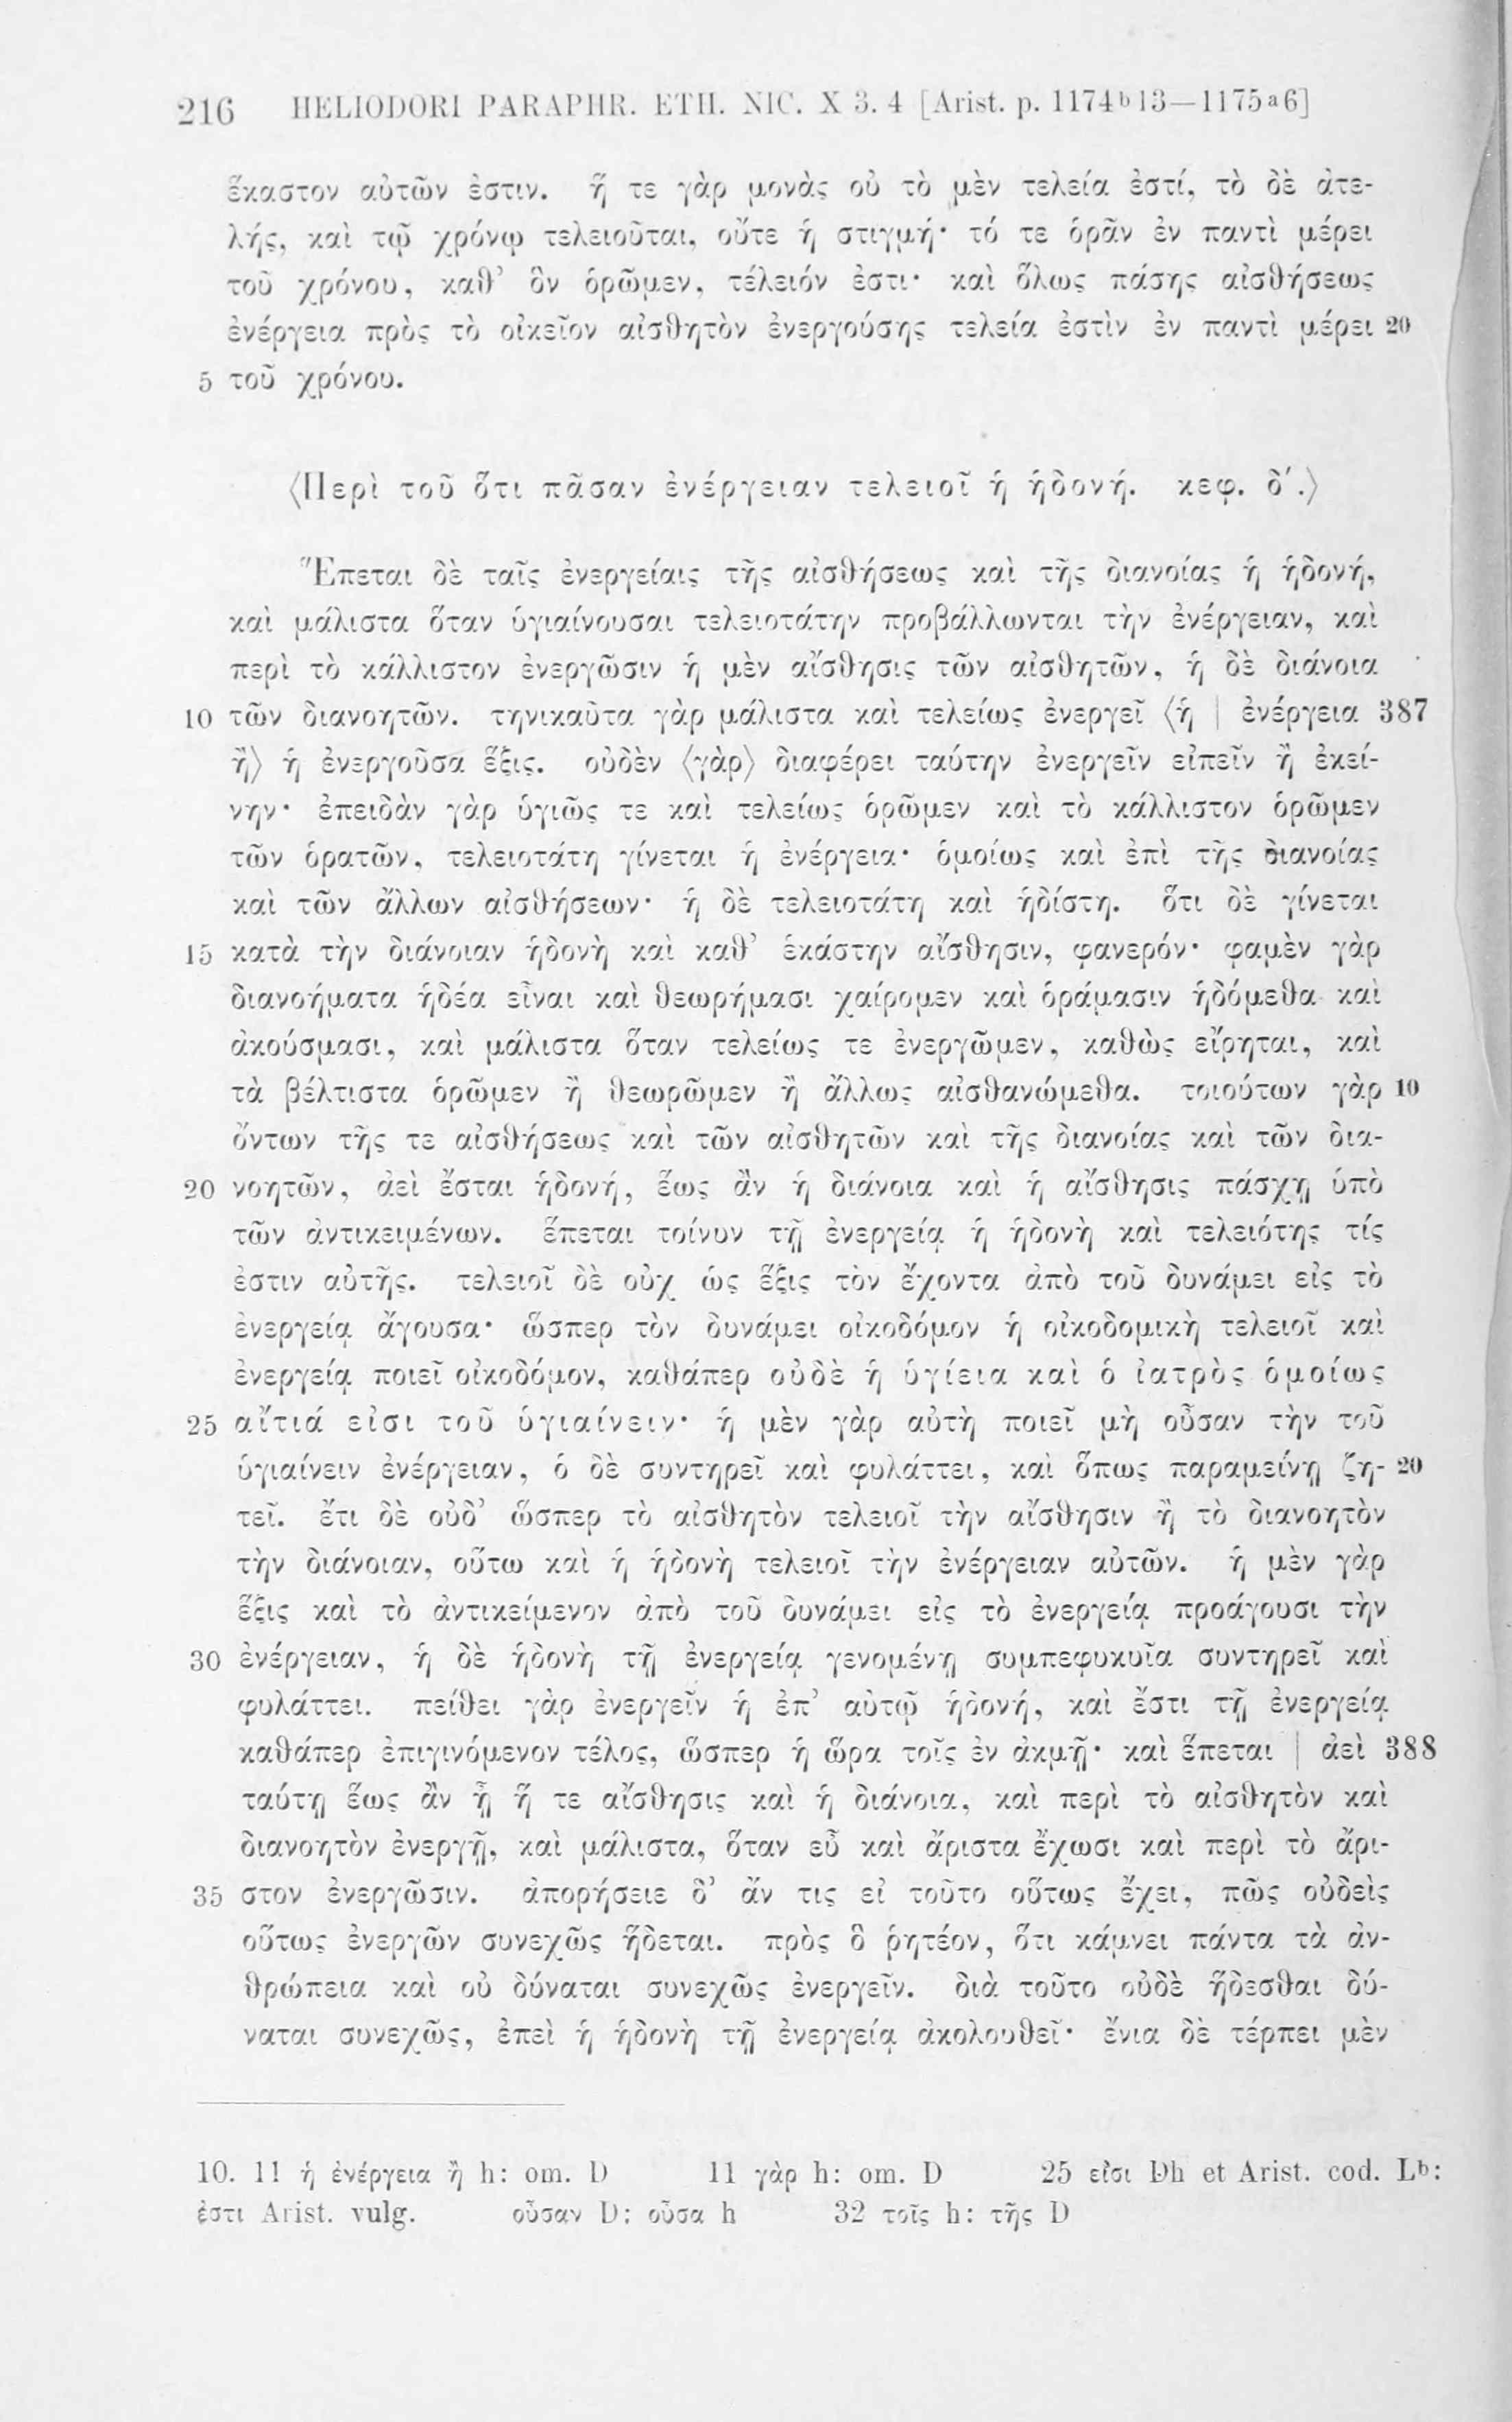 216 HELIODORI PARAPHR. ETH. NIC. X 3. 4 [Arist. p. 1174b13—1175a6]
ἕκαστον αὐτῶν ἐστιν. ἥ τε γὰρ μονὰς οὐ τὸ μὲν τελεία ἐστί, τὸ δὲ ἀτε-
λής, καὶ τῷ χρόνῳ τελειοῦται, οὔτε ἡ στιγμή· τό τε ὁρᾶν ἐν παντὶ μέρει
τοῦ χρόνου, καθ’ ὃν ὁρῶμεν, τέλειόν ἐστι· καὶ ὅλως πάσης αἰσθήσεως
ἐνέργεια πρὸς τὸ οἰκεῖον αἰσθητὸν ἐνεργούσης τελεία ἐστὶν ἐν παντὶ μέρει 20
5 τοῦ χρόνου.
⟨Περὶ τοῦ ὅτι πᾶσαν ἐνέργειαν τελειοῖ ἡ ἡδονή. κεφ. δ′.⟩
Ἕπεται δὲ ταῖς ἐνεργείαις τῆς αἰσθήσεως καὶ τῆς διανοίας ἡ ἡδονή,
καὶ μάλιστα ὅταν ὑγιαίνουσαι τελειοτάτην προβάλλωνται τὴν ἐνέργειαν, καὶ
περὶ τὸ κάλλιστον ἐνεργῶσιν ἡ μὲν αἴσθησις τῶν αἰσθητῶν, ἡ δὲ διάνοια
10 τῶν διανοητῶν. τηνικαῦτα γὰρ μάλιστα καὶ τελείως ἐνεργεῖ ⟨ἡ | ἐνέργεια 387
ἢ⟩ ἡ ἐνεργοῦσα ἕξις. οὐδὲν ⟨γὰρ⟩ διαφέρει ταύτην ἐνεργεῖν εἰπεῖν ἢ ἐκεί-
νην· ἐπειδὰν γὰρ ὑγιῶς τε καὶ τελείως ὁρῶμεν καὶ τὸ κάλλιστον ὁρῶμεν
τῶν ὁρατῶν, τελειοτάτη γίνεται ἡ ἐνέργεια· ὁμοίως καὶ ἐπὶ τῆς διανοίας
καὶ τῶν ἄλλων αἰσθήσεων· ἡ δὲ τελειοτάτη καὶ ἡδίστη. ὅτι δὲ γίνεται
15 κατὰ τὴν διάνοιαν ἡδονὴ καὶ καθ’ ἑκάστην αἴσθησιν, φανερόν· φαμὲν γὰρ
διανοήματα ἡδέα εἶναι καὶ θεωρήμασι χαίρομεν καὶ ὁράμασιν ἡδόμεθα καὶ
ἀκούσμασι, καὶ μάλιστα ὅταν τελείως τε ἐνεργῶμεν, καθὼς εἴρηται, καὶ
τὰ βέλτιστα ὁρῶμεν ἢ θεωρῶμεν ἢ ἄλλως αἰσθανώμεθα. τοιούτων γὰρ 10
ὄντων τῆς τε αἰσθήσεως καὶ τῶν αἰσθητῶν καὶ τῆς διανοίας καὶ τῶν δια-
20 νοητῶν, ἀεὶ ἔσται ἡδονή, ἕως ἂν ἡ διάνοια καὶ ἡ αἴσθησις πάσχῃ ὑπὸ
τῶν ἀντικειμένων. ἕπεται τοίνυν τῇ ἐνεργείᾳ ἡ ἡδονὴ καὶ τελειότης τίς
ἐστιν αὐτῆς. τελειοῖ δὲ οὐχ ὡς ἕξις τὸν ἔχοντα ἀπὸ τοῦ δυνάμει εἰς τὸ
ἐνεργείᾳ ἄγουσα· ὥσπερ τὸν δυνάμει οἰκοδόμον ἡ οἰκοδομικὴ τελειοῖ καὶ
ἐνεργείᾳ ποιεῖ οἰκοδόμον, καθάπερ οὐδὲ ἡ ὑγίεια καὶ ὁ ἰατρὸς ὁμοίως
25 αἴτιά εἰσι τοῦ ὑγιαίνειν· ἡ μὲν γὰρ αὐτὴ ποιεῖ μὴ οὖσαν τὴν τοῦ
ὑγιαίνειν ἐνέργειαν, ὁ δὲ συντηρεῖ καὶ φυλάττει, καὶ ὅπως παραμείνῃ ζη- 20
τεῖ. ἔτι δὲ οὐδ’ ὥσπερ τὸ αἰσθητὸν τελειοῖ τὴν αἴσθησιν ἢ τὸ διανοητὸν
τὴν διάνοιαν, οὕτω καὶ ἡ ἡδονὴ τελειοῖ τὴν ἐνέργειαν αὐτῶν. ἡ μὲν γὰρ
ἕξις καὶ τὸ ἀντικείμενον ἀπὸ τοῦ δυνάμει εἰς τὸ ἐνεργείᾳ προάγουσι τὴν
30 ἐνέργειαν, ἡ δὲ ἡδονὴ τῇ ἐνεργείᾳ γενομένῃ συμπεφυκυῖα συντηρεῖ καὶ
φυλάττει. πείθει γὰρ ἐνεργεῖν ἡ ἐπ’ αὐτῷ ἡδονή, καὶ ἔστι τῇ ἐνεργείᾳ
καθάπερ ἐπιγινόμενον τέλος, ὥσπερ ἡ ὥρα τοῖς ἐν ἀκμῇ· καὶ ἕπεται | ἀεὶ 388
ταύτῃ ἕως ἂν ᾖ ἥ τε αἴσθησις καὶ ἡ διάνοια, καὶ περὶ τὸ αἰσθητὸν καὶ
διανοητὸν ἐνεργῇ, καὶ μάλιστα, ὅταν εὖ καὶ ἄριστα ἔχωσι καὶ περὶ τὸ ἄρι-
35 στον ἐνεργῶσιν. ἀπορήσειε δ’ ἄν τις εἰ τοῦτο οὕτως ἔχει, πῶς οὐδεὶς
οὕτως ἐνεργῶν συνεχῶς ἥδεται. πρὸς ὃ ῥητέον, ὅτι κάμνει πάντα τὰ ἀν-
θρώπεια καὶ οὐ δύναται συνεχῶς ἐνεργεῖν. διὰ τοῦτο οὐδὲ ἥδεσθαι δύ-
ναται συνεχῶς, ἐπεὶ ἡ ἡδονὴ τῇ ἐνεργείᾳ ἀκολουθεῖ· ἔνια δὲ τέρπει μὲν
10. 11 ἡ ἐνέργεια ἢ h: om. D 11 γὰρ h: om. D 25 εἰσι Dh et Arist. cod. Lb:
ἐστι Arist. vulg. οὖσαν D: οὖσα h 32 τοῖς h: τῆς D